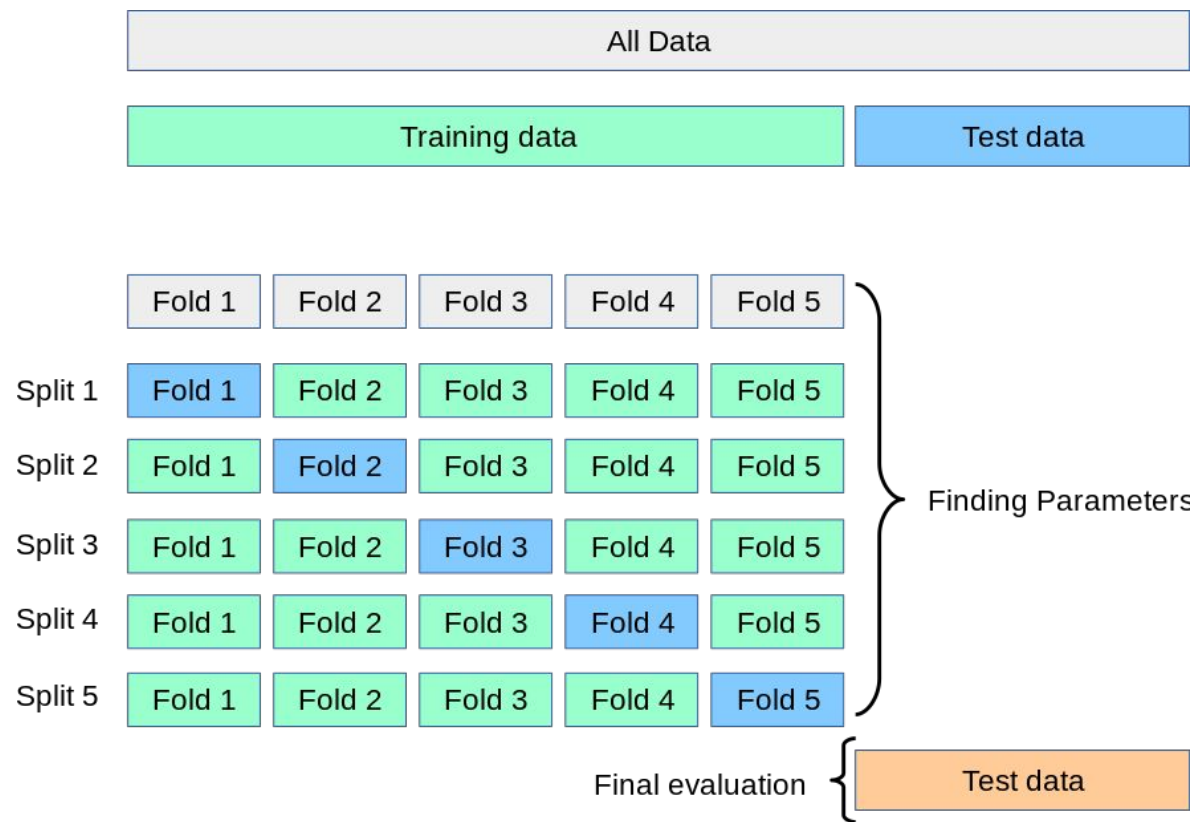 All Data
Training data Test data
Fold 1 Fold 2 Fold 3 Fold 4 Fold 5
Split 1 Fold 1 Fold 2 Fold 3 Fold 4 Fold 5
Split 2 Fold 1 Fold 2 Fold 3 Fold 4 Fold 5
Finding Parameters
Split 3 Fold 1 Fold 2 Fold 3 Fold 4 Fold 5
Split 4 Fold 1 Fold 2 Fold 3 Fold 4 Fold 5
Split 5 Fold 1 Fold 2 Fold 3 Fold 4 Fold 5
Final evaluation Test data